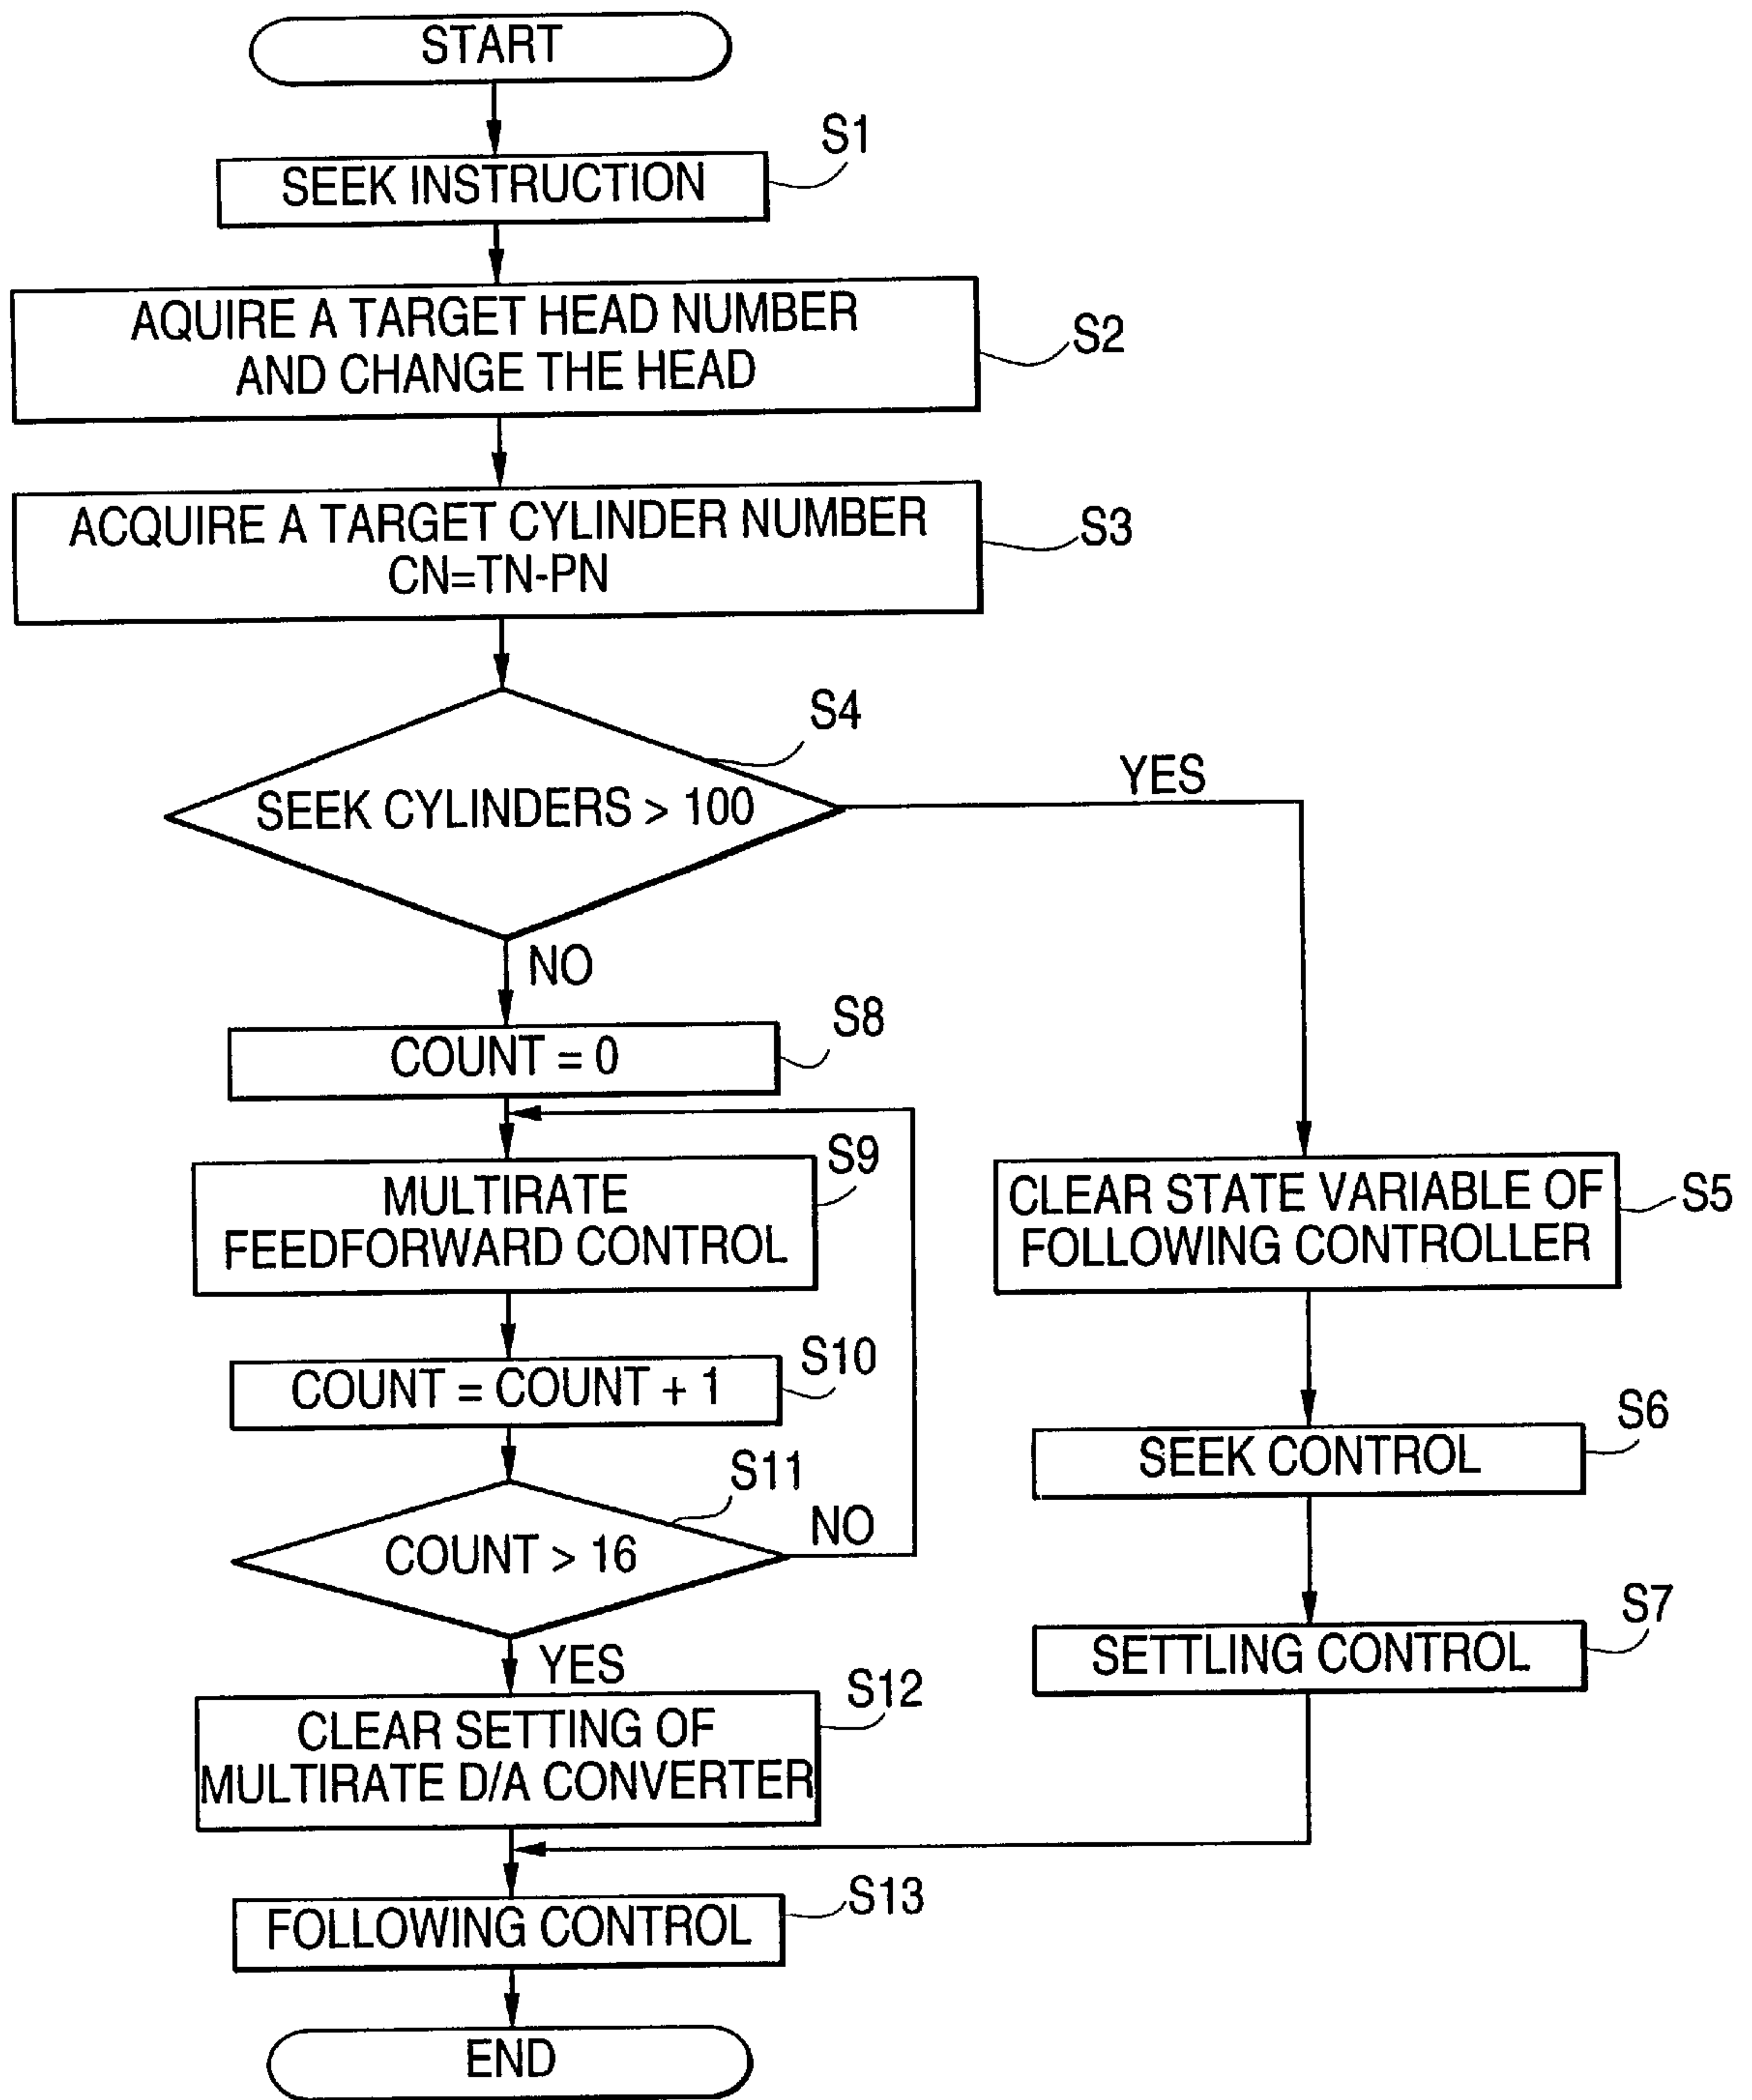 START
S1
SEEK INSTRUCTION
AQUIRE A TARGET HEAD NUMBER
AND CHANGE THE HEAD
S2
ACQUIRE A TARGET CYLINDER NUMBER
CN=TN-PN
S3
S4
SEEK CYLINDERS > 100
YES
NO
S8
COUNT = 0
S9
MULTIRATE
FEEDFORWARD CONTROL
CLEAR STATE VARIABLE OF
FOLLOWING CONTROLLER
S5
S10
COUNT = COUNT + 1
S6
SEEK CONTROL
S11
COUNT > 16
NO
S7
SETTLING CONTROL
YES
S12
CLEAR SETTING OF
MULTIRATE D/A CONVERTER
S13
FOLLOWING CONTROL
END